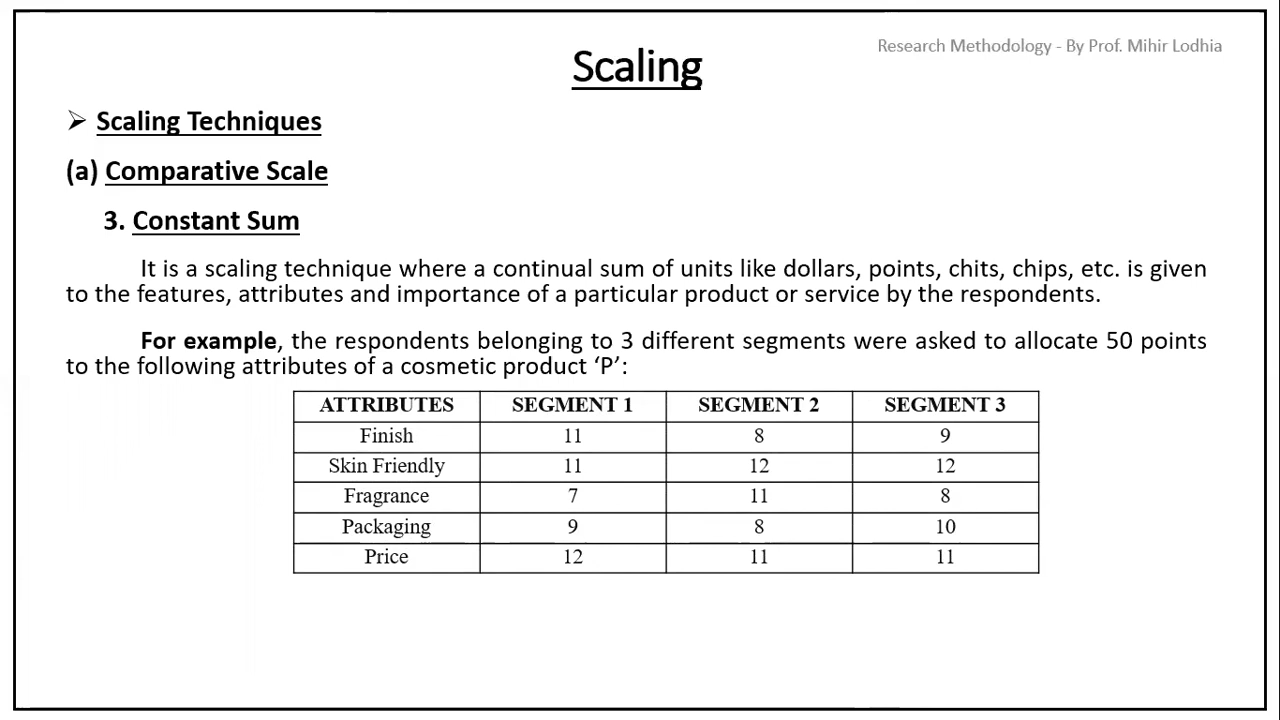 Research Methodology - By Prof. Mihir Lodhia
Scaling
➢ Scaling Techniques
(a) Comparative Scale
3. Constant Sum
It is a scaling technique where a continual sum of units like dollars, points, chits, chips, etc. is given
to the features, attributes and importance of a particular product or service by the respondents.
For example, the respondents belonging to 3 different segments were asked to allocate 50 points
to the following attributes of a cosmetic product ‘P’:
ATTRIBUTES SEGMENT 1 SEGMENT 2 SEGMENT 3
Finish 11 8 9
Skin Friendly 11 12 12
Fragrance 7 11 8
Packaging 9 8 10
Price 12 11 11